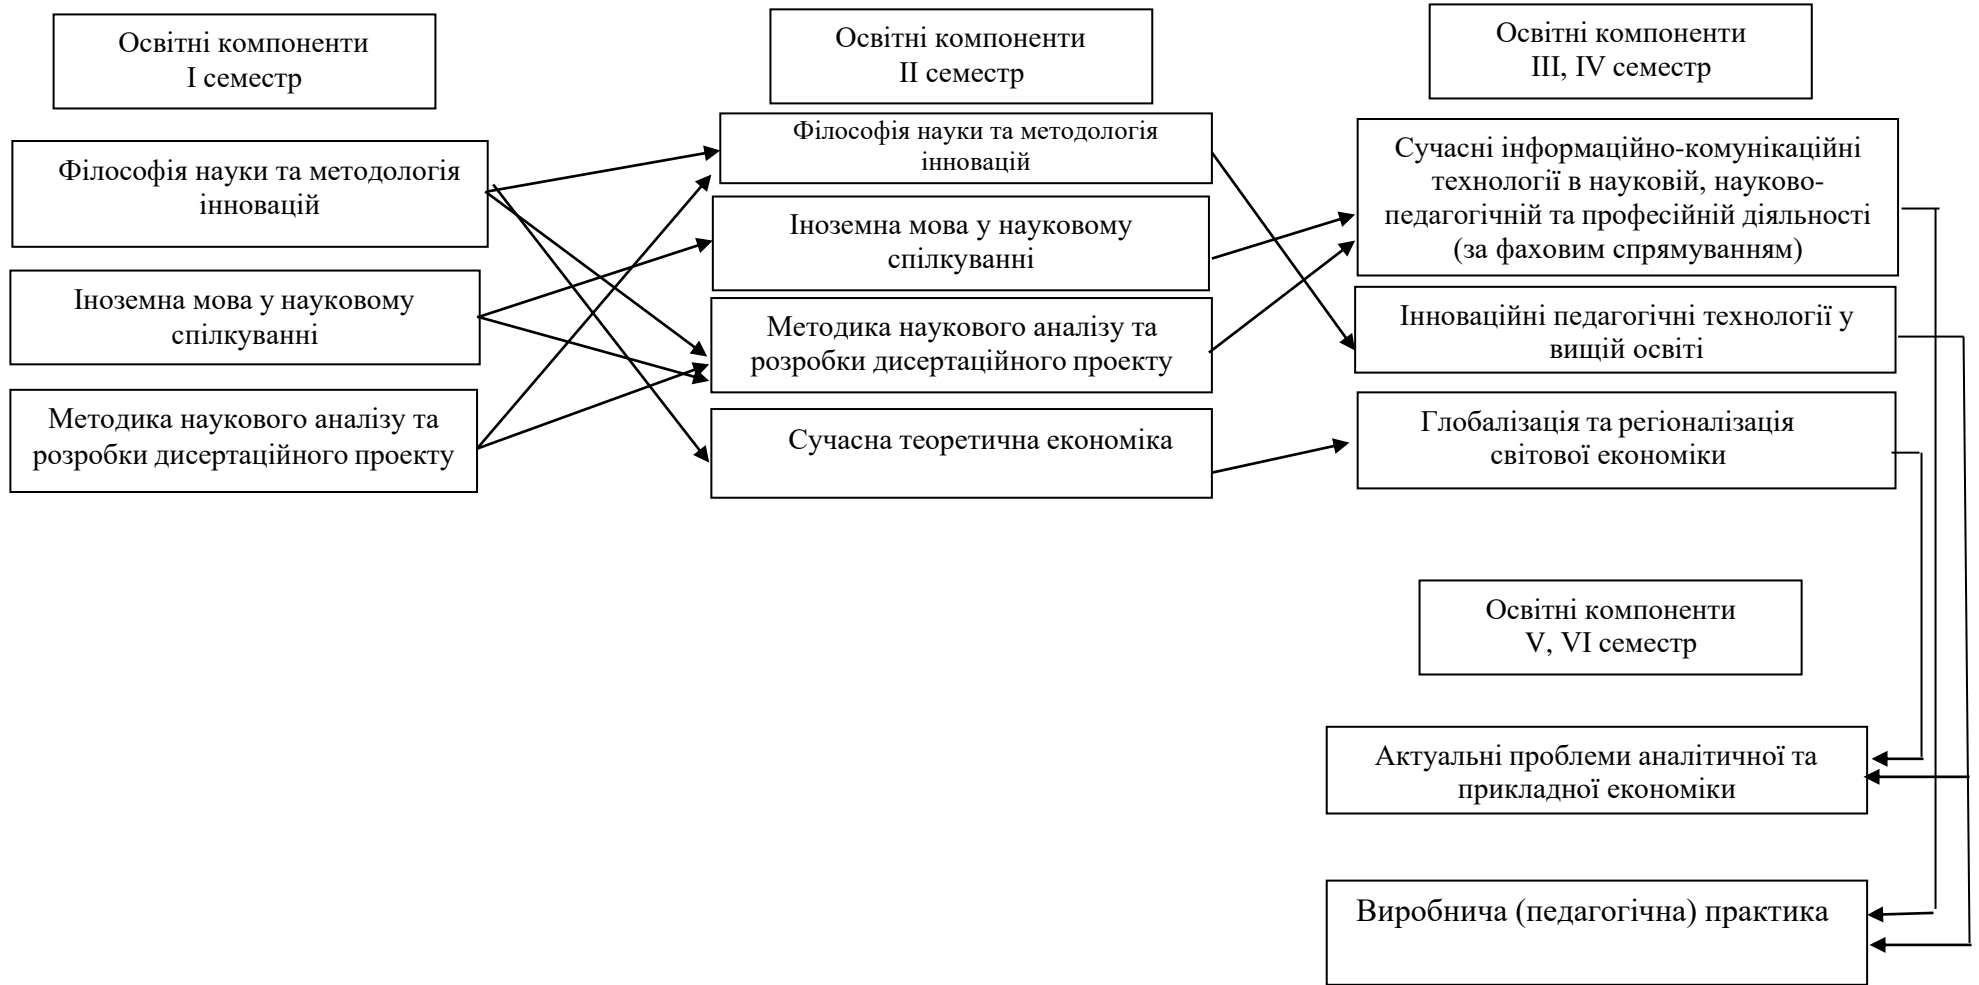 Освітні компоненти
І семестр
Філософія науки та методологія
інновацій
Іноземна мова у науковому
спілкуванні
Методика наукового аналізу та
розробки дисертаційного проекту
Освітні компоненти
ІІ семестр
Філософія науки та методологія
інновацій
Іноземна мова у науковому
спілкуванні
Методика наукового аналізу та
розробки дисертаційного проекту
Сучасна теоретична економіка
Освітні компоненти
ІІІ, IV семестр
Сучасні інформаційно-комунікаційні
технології в науковій, науково-
педагогічній та професійній діяльності
(за фаховим спрямуванням)
Інноваційні педагогічні технології у
вищій освіті
Глобалізація та регіоналізація
світової економіки
Освітні компоненти
V, VI семестр
Актуальні проблеми аналітичної та
прикладної економіки
Виробнича (педагогічна) практика